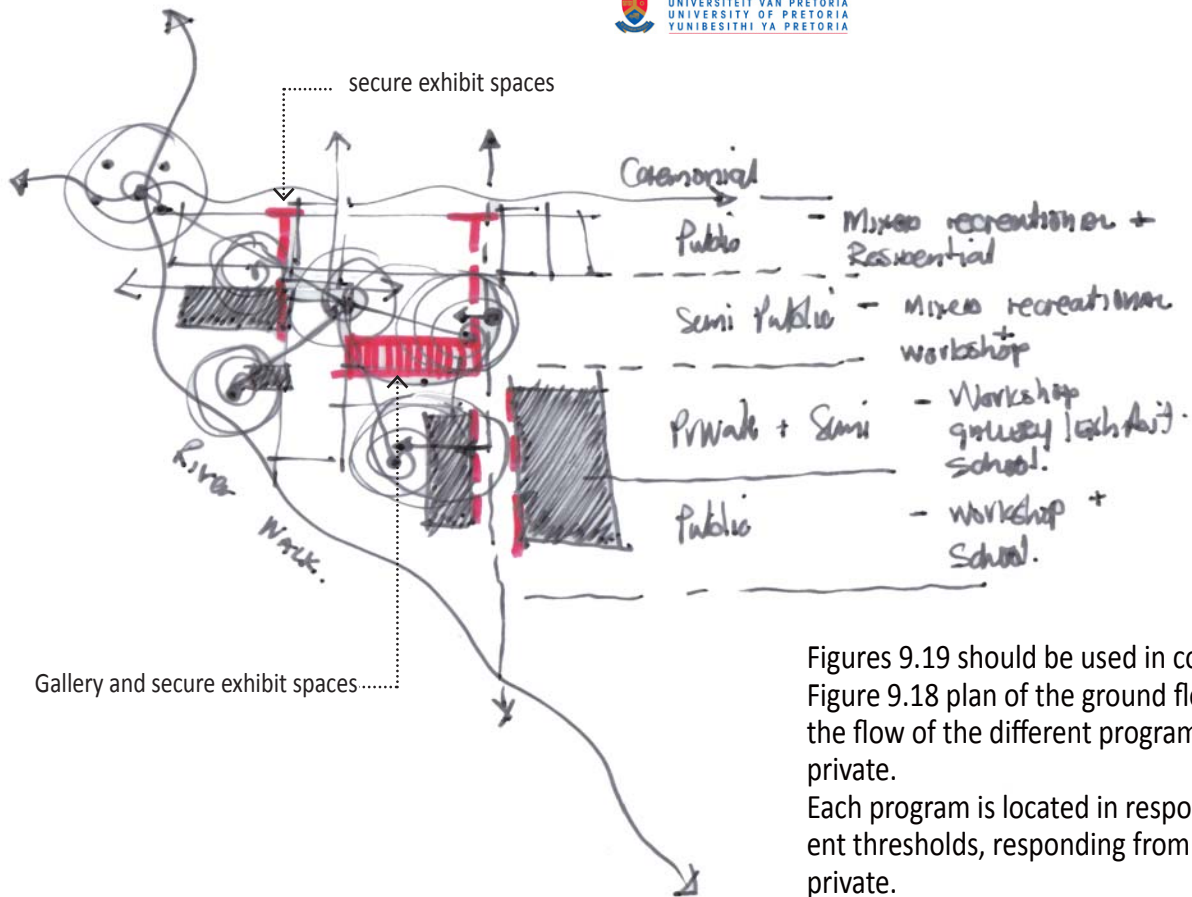 UNIVERSITEIT VAN PRETORIA
UNIVERSITY OF PRETORIA
YUNIBESITHI YA PRETORIA
secure exhibit spaces
Ceremonial
Public - Mixed recreational +
Residential
Semi Public - Mixed recreational
+
workshop
Private + Semi - Workshop
gallery / exhibit.
School.
Public - workshop +
School.
River
Walk.
Gallery and secure exhibit spaces
Figures 9.19 should be used in co
Figure 9.18 plan of the ground flo
the flow of the different program
private.
Each program is located in respo
ent thresholds, responding from
private.